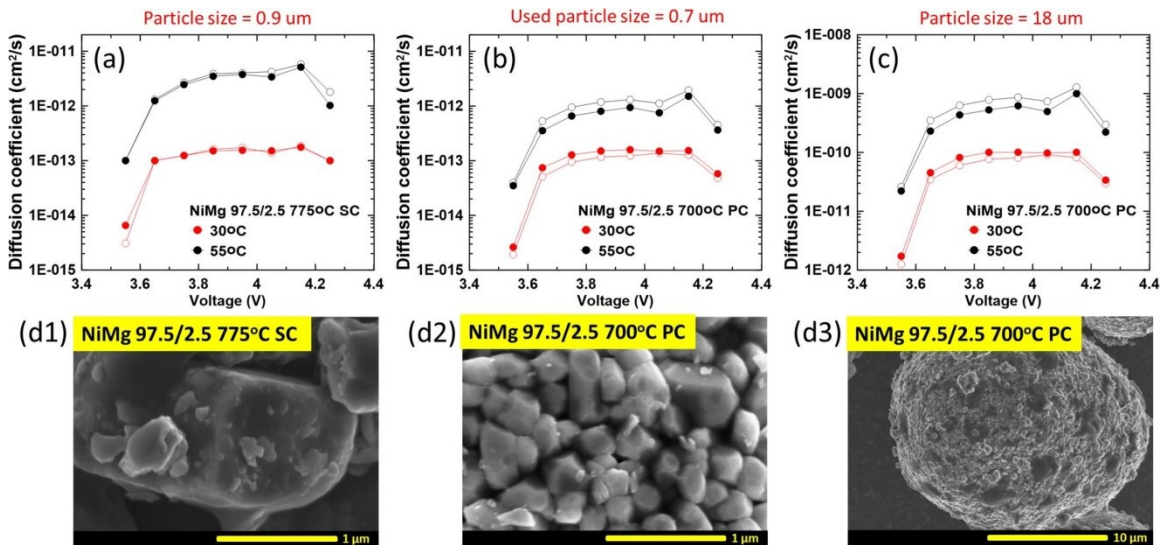 Particle size = 0.9 um
Used particle size = 0.7 um
Particle size = 18 um
(a)
Diffusion coefficient (cm²/s)
1E-011
1E-012
1E-013
1E-014
1E-015
NiMg 97.5/2.5 775oC SC
30oC
55oC
3.4
3.6
3.8
4.0
4.2
4.4
Voltage (V)
(b)
Diffusion coefficient (cm²/s)
1E-011
1E-012
1E-013
1E-014
1E-015
NiMg 97.5/2.5 700oC PC
30oC
55oC
3.4
3.6
3.8
4.0
4.2
4.4
Voltage (V)
(c)
Diffusion coefficient (cm²/s)
1E-008
1E-009
1E-010
1E-011
1E-012
NiMg 97.5/2.5 700oC PC
30oC
55oC
3.4
3.6
3.8
4.0
4.2
4.4
Voltage (V)
(d1)
NiMg 97.5/2.5 775°C SC
1 µm
(d2)
NiMg 97.5/2.5 700°C PC
1 µm
(d3)
NiMg 97.5/2.5 700°C PC
10 µm